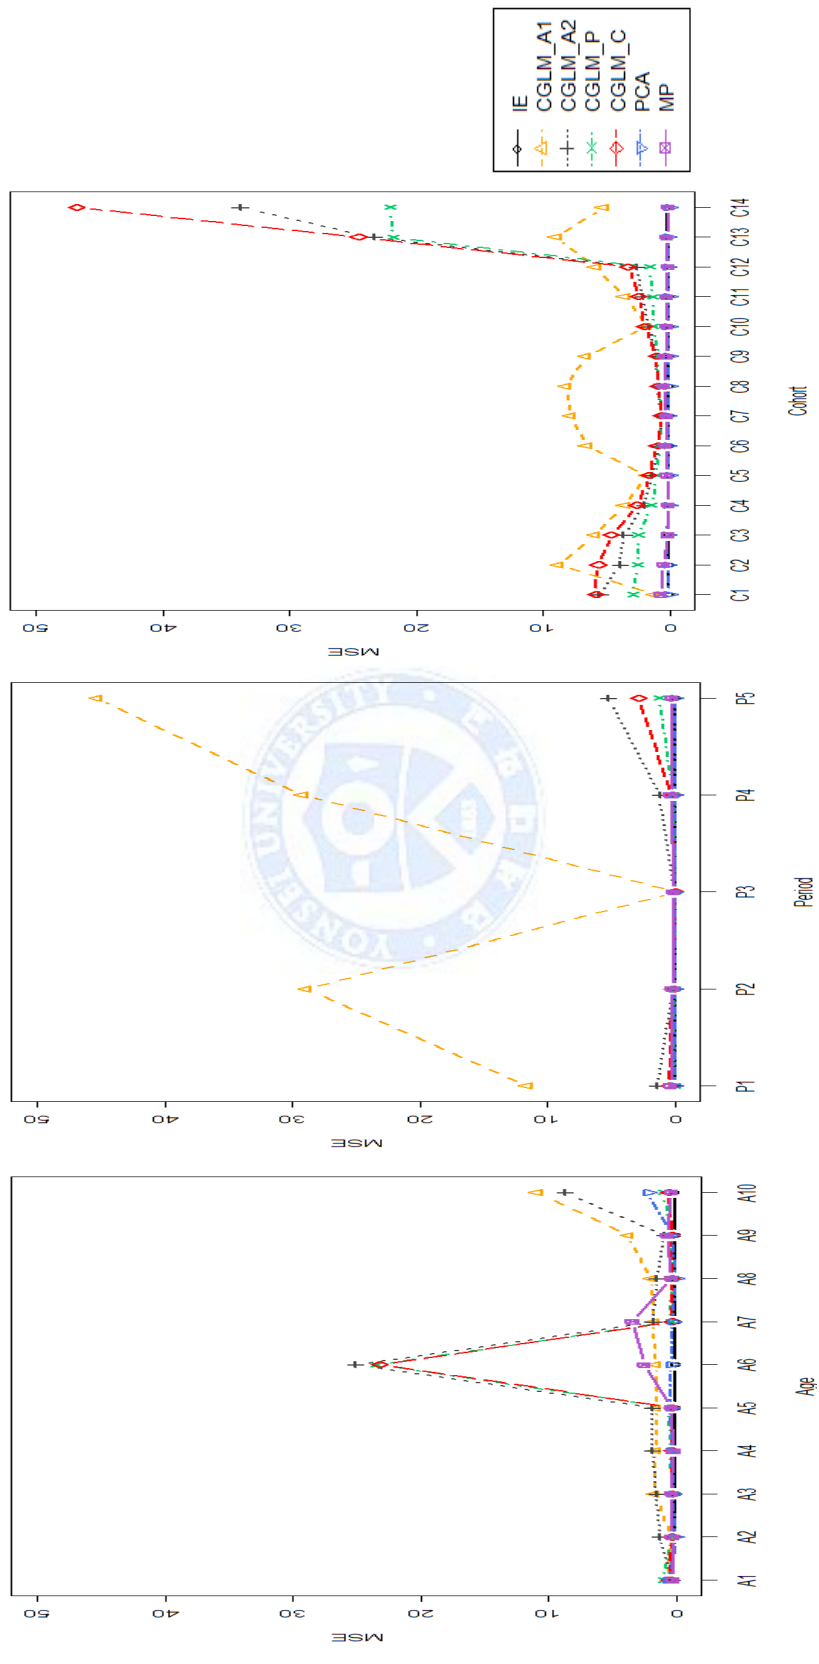 IE
CGLM_A1
CGLM_A2
CGLM_P
CGLM_C
PCA
MP
MSE
50
40
30
20
10
0
C1 C2 C3 C4 C5 C6 C7 C8 C9 C10 C11 C12 C13 C14
Cohort
MSE
50
40
30
20
10
0
P1 P2 P3 P4 P5
Period
MSE
50
40
30
20
10
0
A1 A2 A3 A4 A5 A6 A7 A8 A9 A10
Age
YONSEI UNIVERSITY